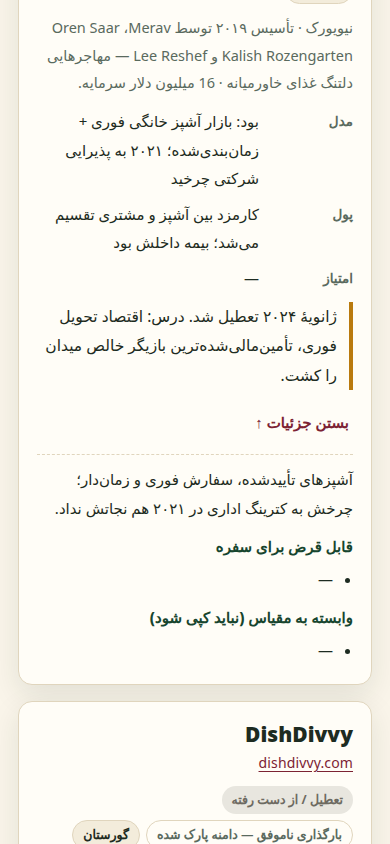 نیویورک · تأسیس ۲۰۱۹ توسط Oren Saar ،Merav
Kalish Rozengarten و Lee Reshef — مهاجرهایی
دلتنگ غذای خاورمیانه · 16 میلیون دلار سرمایه.
مدل
بود: بازار آشپز خانگی فوری +
زمان‌بندی‌شده؛ ۲۰۲۱ به پذیرایی
شرکتی چرخید
پول
کارمزد بین آشپز و مشتری تقسیم
می‌شد؛ بیمه داخلش بود
امتیاز
—
ژانویهٔ ۲۰۲۴ تعطیل شد. درس: اقتصاد تحویل
فوری، تأمین‌مالی‌شده‌ترین بازیگر خالص میدان
را کشت.
بستن جزئیات ↑
آشپزهای تأییدشده، سفارش فوری و زمان‌دار؛
چرخش به کترینگ اداری در ۲۰۲۱ هم نجاتش نداد.
قابل قرض برای سفره
• —
وابسته به مقیاس (نباید کپی شود)
• —
DishDivvy
dishdivvy.com
تعطیل / از دست رفته
بارگذاری ناموفق — دامنه پارک شده
گورستان